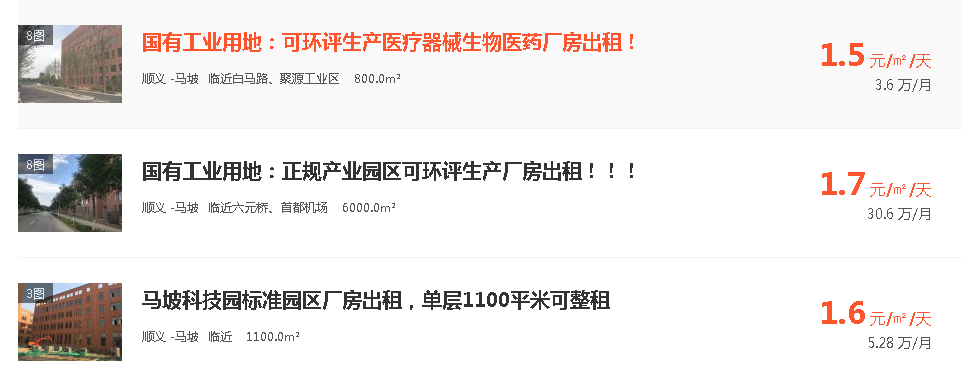 8图
国有工业用地：可环评生产医疗器械生物医药厂房出租！
1.5 元/㎡/天
顺义 -马坡 临近白马路、聚源工业区 800.0m²
3.6 万/月
8图
国有工业用地：正规产业园区可环评生产厂房出租！！！
1.7 元/㎡/天
顺义 -马坡 临近六元桥、首都机场 6000.0m²
30.6 万/月
3图
马坡科技园标准园区厂房出租，单层1100平米可整租
1.6 元/㎡/天
顺义 -马坡 临近 1100.0m²
5.28 万/月